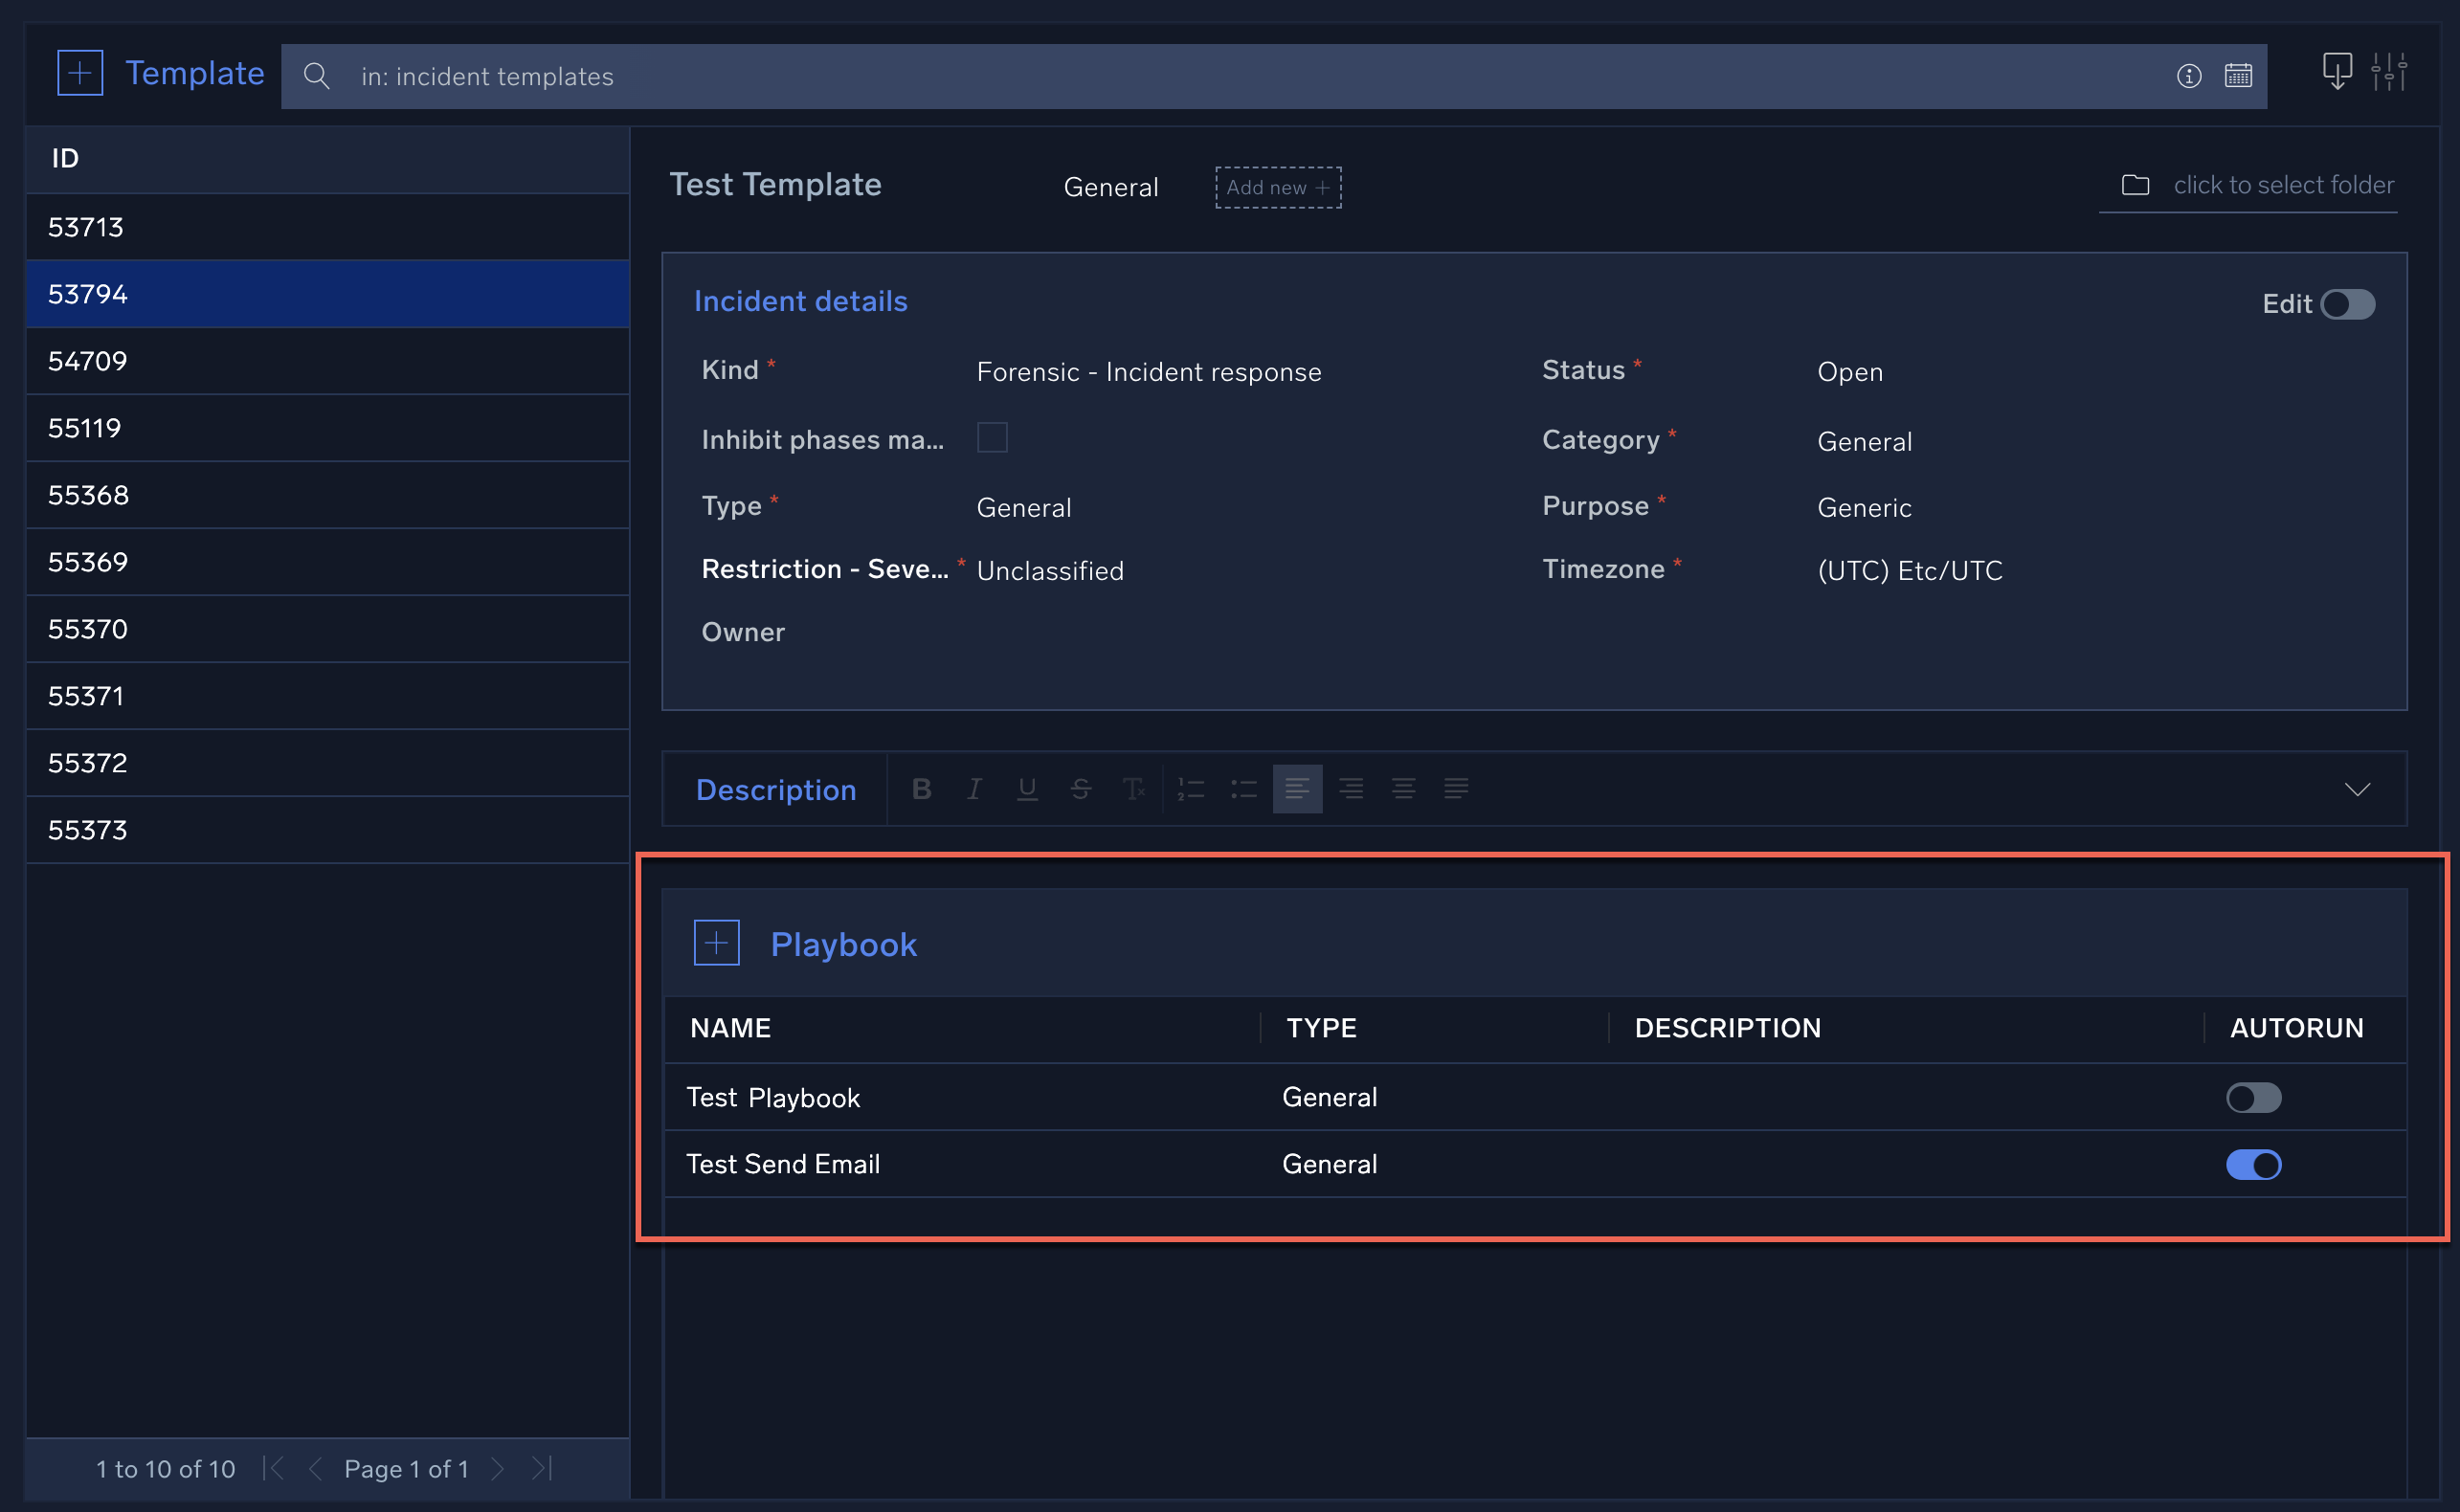 Template
in: incident templates
ID
53713
53794
54709
55119
55368
55369
55370
55371
55372
55373
1 to 10 of 10 Page 1 of 1
Test Template General Add new + click to select folder
Incident details Edit
Kind * Forensic - Incident response Status * Open
Inhibit phases ma... Category * General
Type * General Purpose * Generic
Restriction - Seve... * Unclassified Timezone * (UTC) Etc/UTC
Owner
Description B I U S Tx
Playbook
NAME TYPE DESCRIPTION AUTORUN
Test Playbook General
Test Send Email General